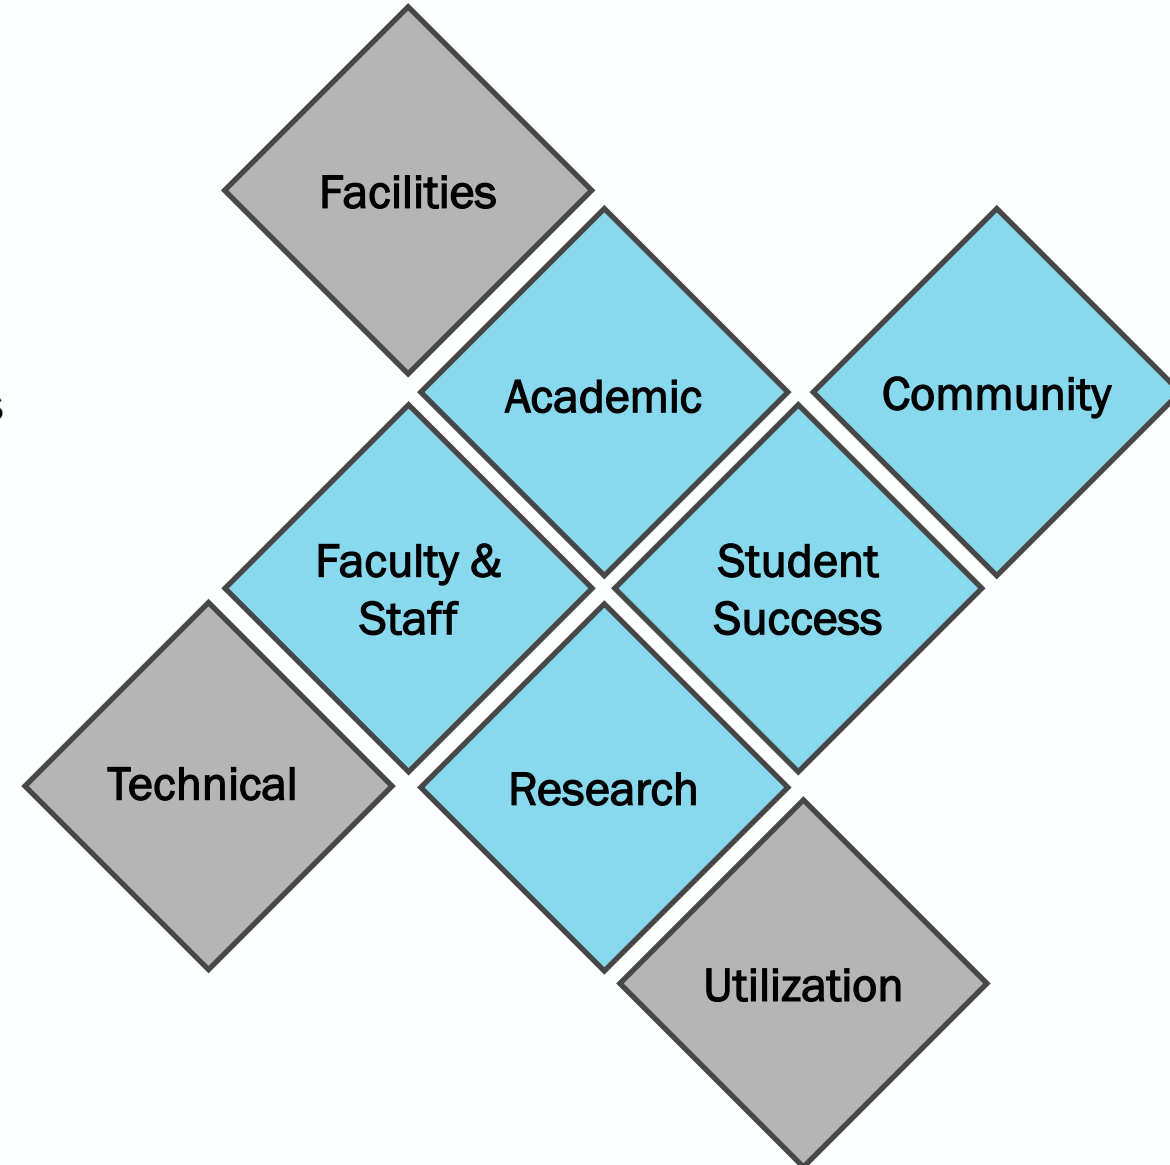 Facilities
Academic
Community
Faculty &
Staff
Student
Success
Technical
Research
Utilization